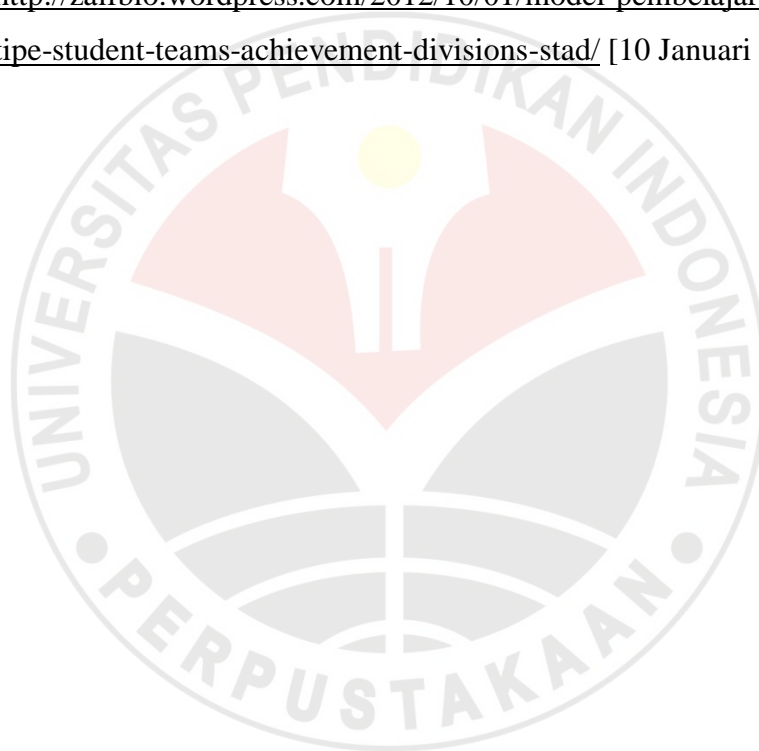 tipe-student-teams-achievement-divisions-stad/ [10 Januari
UNIVERSITAS PENDIDIKAN INDONESIA
PERPUSTAKAAN